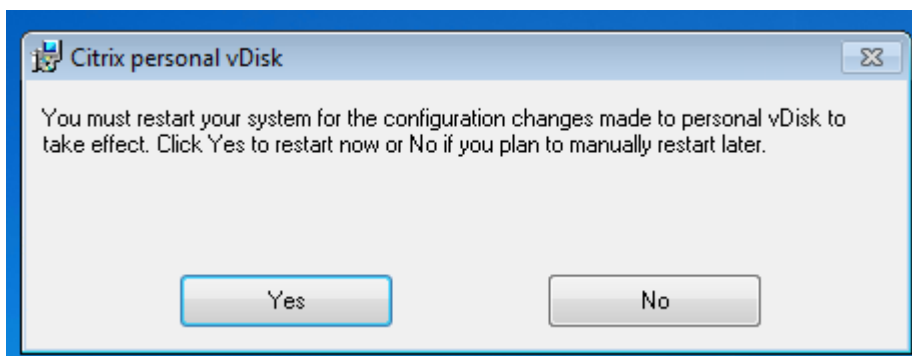 Citrix personal vDisk
You must restart your system for the configuration changes made to personal vDisk to
take effect. Click Yes to restart now or No if you plan to manually restart later.
Yes
No